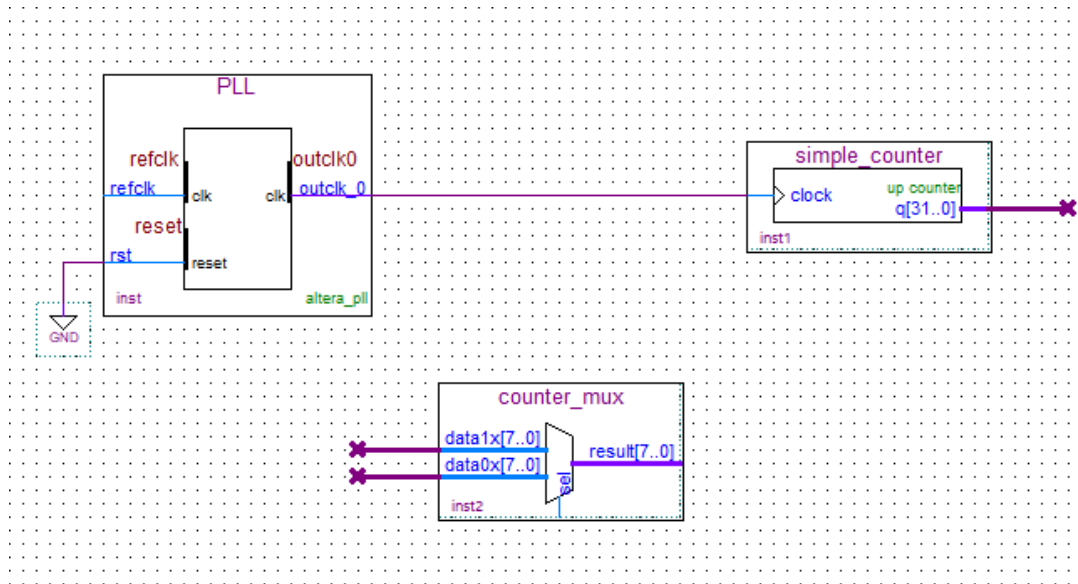 PLL
refclk
outclk0
refclk
clk
clk
outclk_0
reset
rst
reset
inst
altera_pll
GND
simple_counter
up counter
clock
q[31..0]
inst1
counter_mux
data1x[7..0]
result[7..0]
data0x[7..0]
sel
inst2